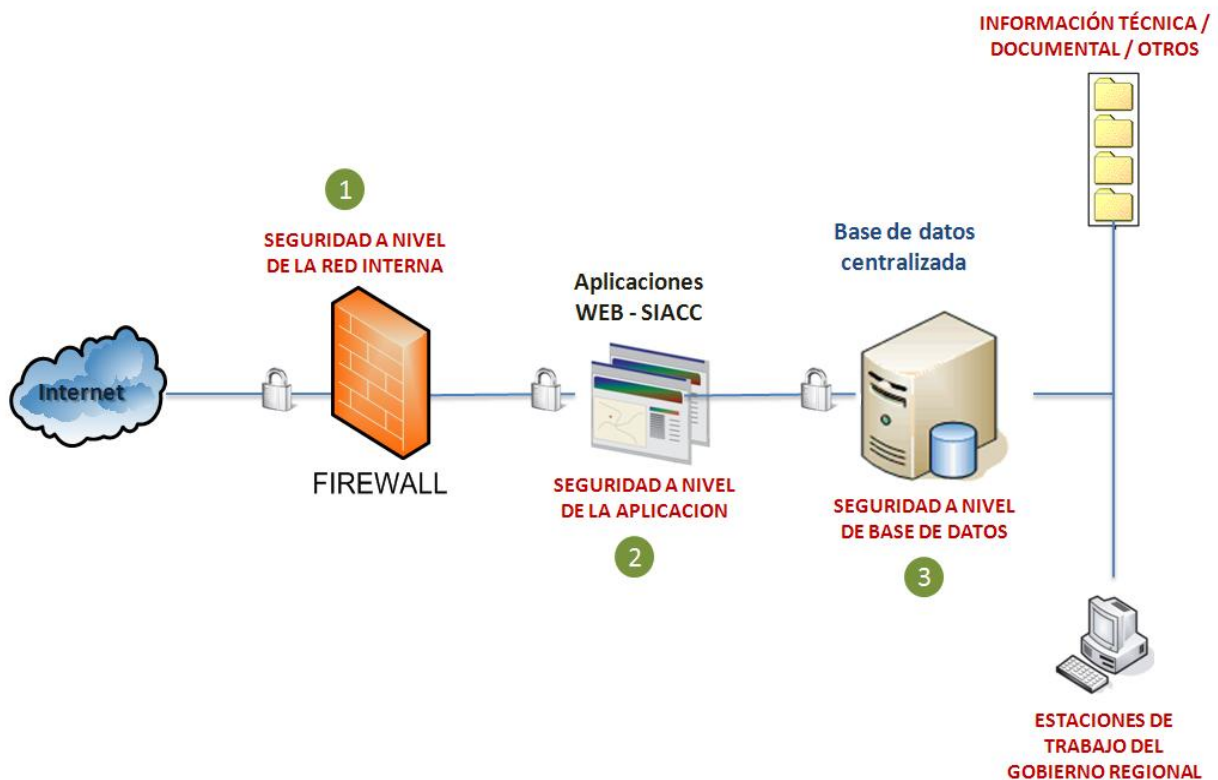 INFORMACIÓN TÉCNICA /
DOCUMENTAL / OTROS
1
SEGURIDAD A NIVEL
DE LA RED INTERNA
Base de datos
centralizada
Aplicaciones
WEB - SIACC
Internet
FIREWALL
SEGURIDAD A NIVEL
DE LA APLICACION
2
SEGURIDAD A NIVEL
DE BASE DE DATOS
3
ESTACIONES DE
TRABAJO DEL
GOBIERNO REGIONAL